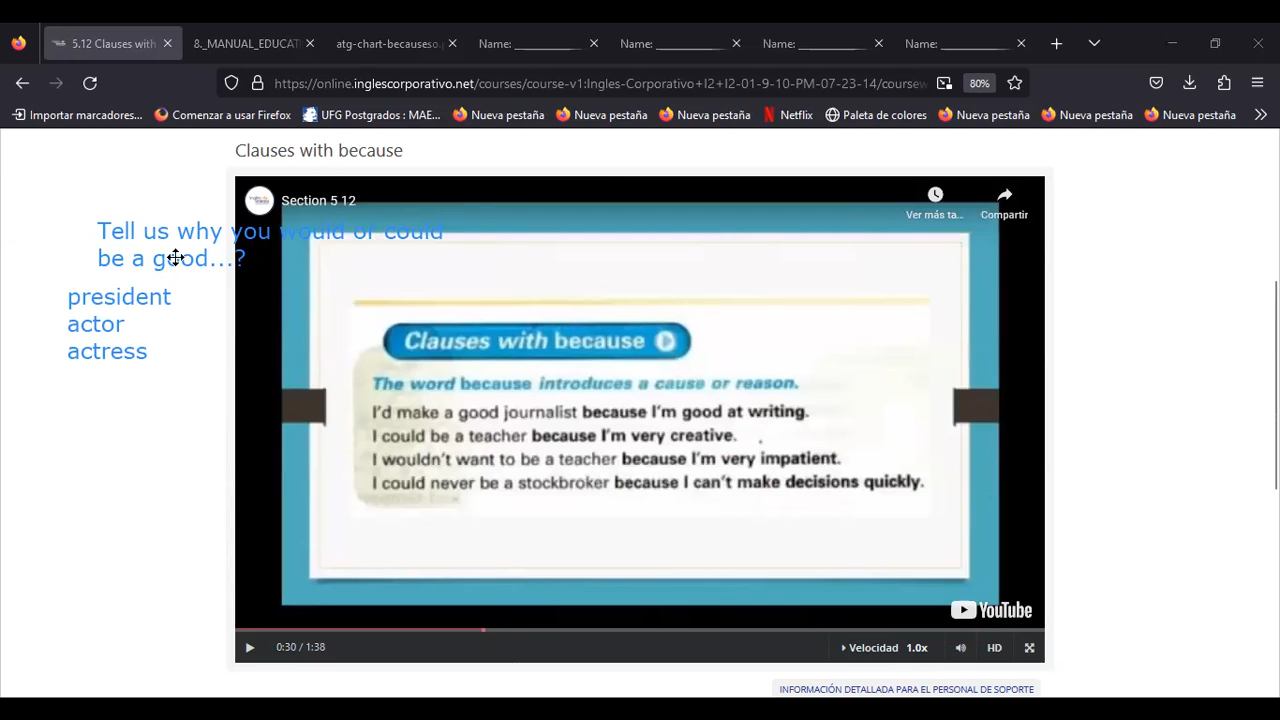 5.12 Clauses with
8._MANUAL_EDUCATI
atg-chart-becauseso.
Name: ___________
Name: ___________
Name: ___________
Name: ___________
https://online.inglescorporativo.net/courses/course-v1:Ingles-Corporativo+I2+I2-01-9-10-PM-07-23-14/coursew
80%
Importar marcadores...
Comenzar a usar Firefox
UFG Postgrados : MAE...
Nueva pestaña
Nueva pestaña
Nueva pestaña
Netflix
Paleta de colores
Nueva pestaña
Nueva pestaña
Nueva pestaña
Clauses with because
Section 5 12
Ver más ta...
Compartir
Tell us why you would or could
be a good...?
president
actor
actress
Clauses with because
The word because introduces a cause or reason.
I'd make a good journalist because I'm good at writing.
I could be a teacher because I'm very creative.
I wouldn't want to be a teacher because I'm very impatient.
I could never be a stockbroker because I can't make decisions quickly.
YouTube
0:30 / 1:38
Velocidad 1.0x
HD
INFORMACIÓN DETALLADA PARA EL PERSONAL DE SOPORTE